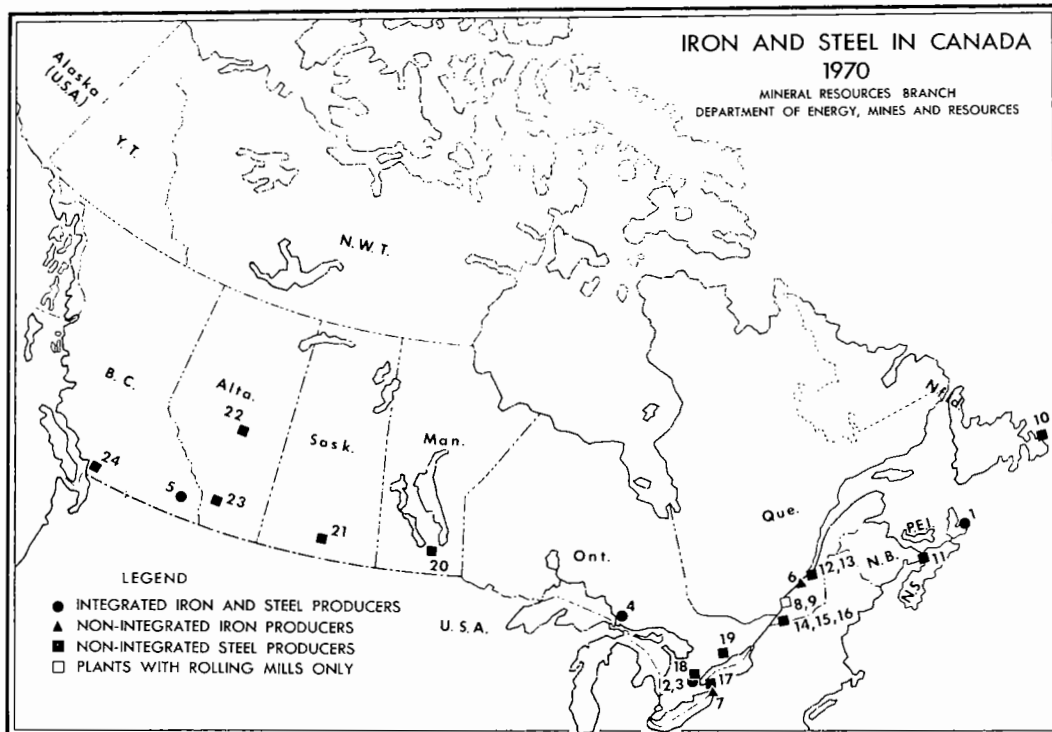 IRON AND STEEL IN CANADA
1970
MINERAL RESOURCES BRANCH
DEPARTMENT OF ENERGY, MINES AND RESOURCES
Alaska
(USA)
Y. T.
N. W. T.
B. C.
Alta.
22
Sask.
Man.
Nfld.
10
24
5
23
21
20
Ont.
Que.
P.E.I.
1
N. B.
11
N. S.
6
12, 13
8, 9
14, 15, 16
4
U. S. A.
19
18
2, 3
17
7
LEGEND
INTEGRATED IRON AND STEEL PRODUCERS
NON-INTEGRATED IRON PRODUCERS
NON-INTEGRATED STEEL PRODUCERS
PLANTS WITH ROLLING MILLS ONLY